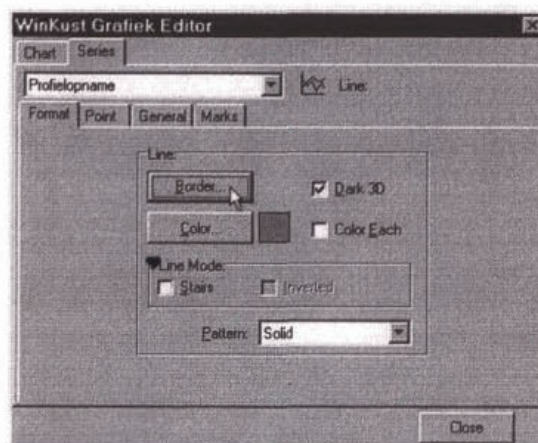 WinKust Grafiek Editor
Chart Series
Profielopname Line:
Format Point General Marks
Line:
Border... Dark 3D
Color... Color Each
Line Mode:
Stairs Inverted
Pattern: Solid
Close